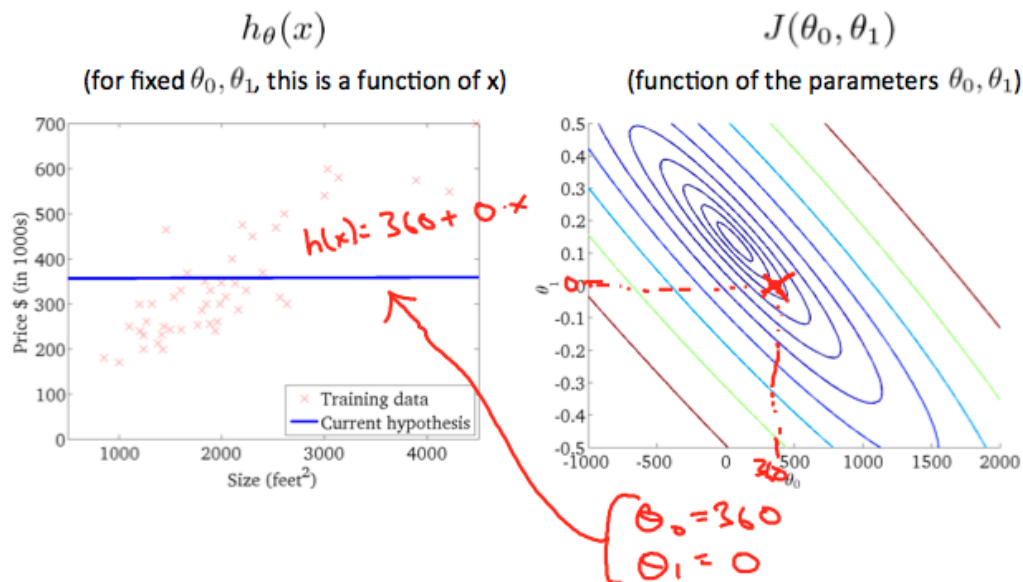 hθ(x)
(for fixed θ0, θ1, this is a function of x)
700
600
500
400
300
200
100
0
Price $ (in 1000s)
h(x) = 360 + 0·x
Training data
Current hypothesis
1000
2000
3000
4000
Size (feet²)
J(θ0, θ1)
(function of the parameters θ0, θ1)
0.5
0.4
0.3
0.2
0.1
0
0
-0.1
-0.2
-0.3
-0.4
-0.5
θ1
-1000
-500
0
500
1000
1500
2000
360
θ0
θ0 = 360
θ1 = 0